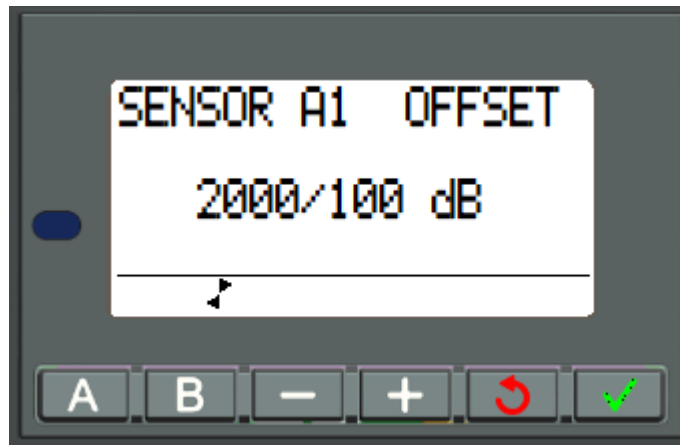 SENSOR A1 OFFSET
2000/100 dB
A B − +